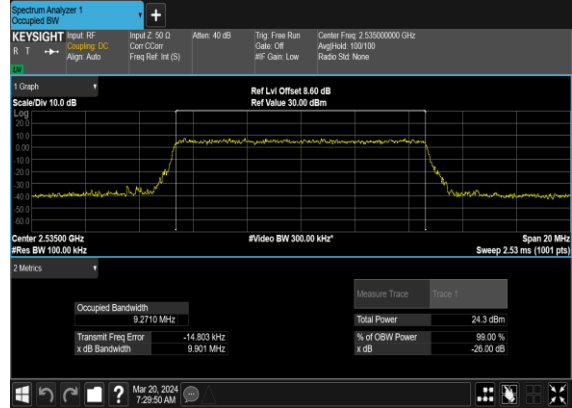 Spectrum Analyzer 1
Occupied BW
KEYSIGHT
R T
Input: RF
Coupling: DC
Align: Auto
Input Z: 50 Ω
Corr CCorr
Freq Ref: Int (S)
Atten: 40 dB
Trig: Free Run
Gate: Off
#IF Gain: Low
Center Freq: 2.535000000 GHz
Avg|Hold: 100/100
Radio Std: None
1 Graph
Scale/Div 10.0 dB
Ref Lvl Offset 8.60 dB
Ref Value 30.00 dBm
Log
20.0
10.0
0.00
-10.0
-20.0
-30.0
-40.0
-50.0
-60.0
Center 2.53500 GHz
#Res BW 100.00 kHz
#Video BW 300.00 kHz*
Span 20 MHz
Sweep 2.53 ms (1001 pts)
2 Metrics
Measure Trace
Trace 1
Occupied Bandwidth
9.2710 MHz
Total Power
24.3 dBm
Transmit Freq Error
-14.803 kHz
% of OBW Power
99.00 %
x dB Bandwidth
9.901 MHz
x dB
-26.00 dB
?
Mar 20, 2024
7:29:50 AM